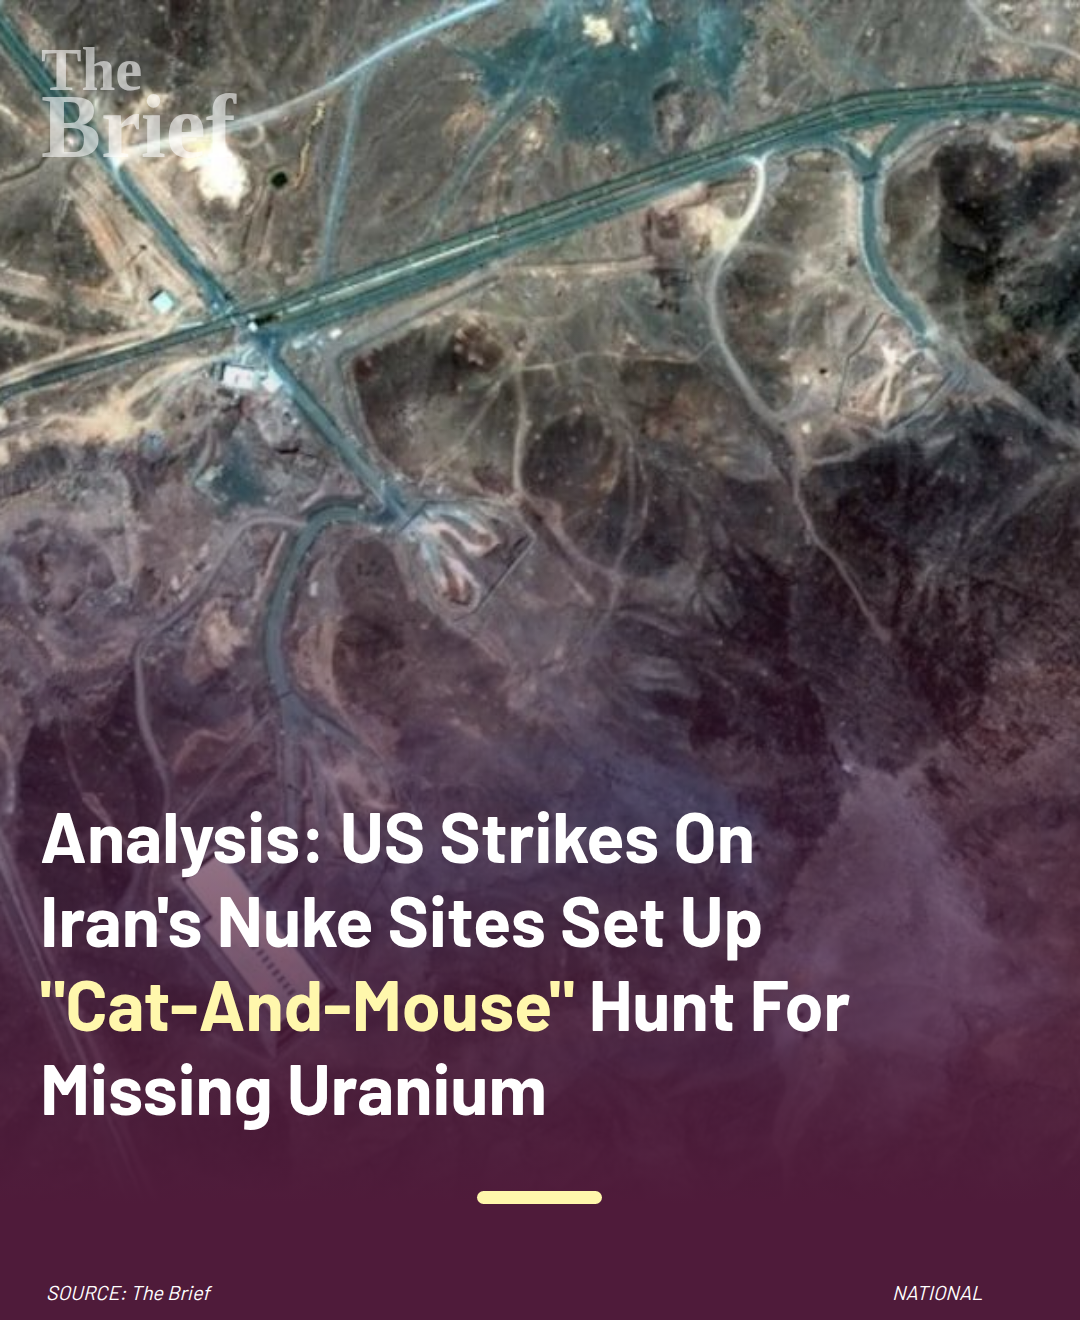 The
Brief
Analysis: US Strikes On
Iran's Nuke Sites Set Up
"Cat-And-Mouse" Hunt For
Missing Uranium
SOURCE: The Brief
NATIONAL